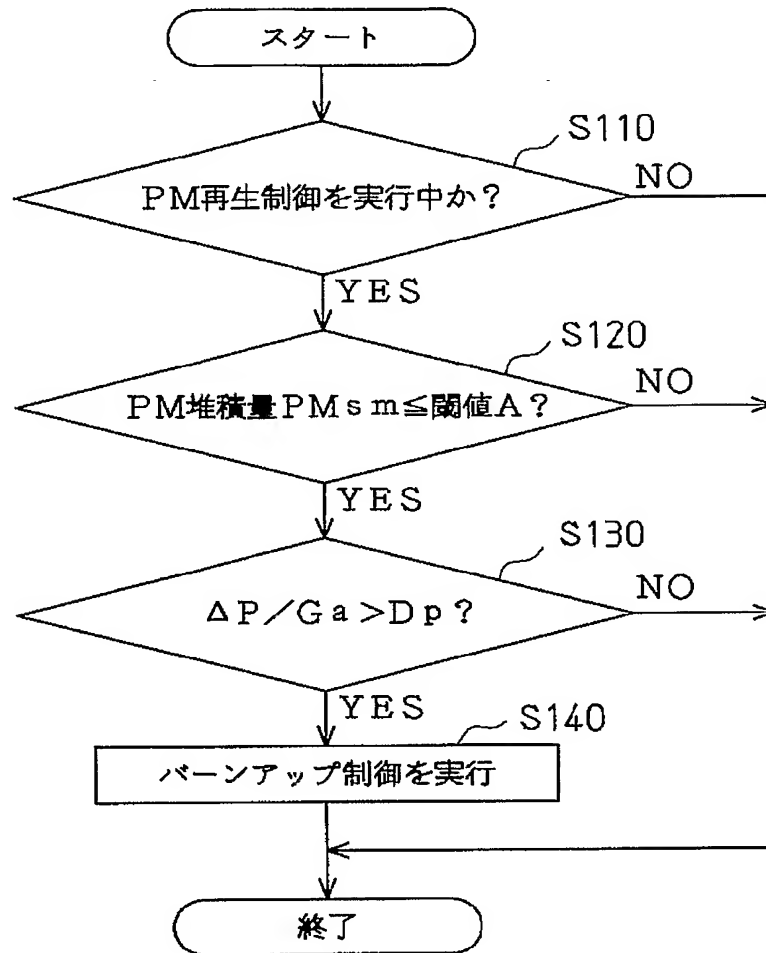 スタート
S110
PM再生制御を実行中か?
NO
YES
S120
PM堆積量PMsm≦閾値A?
NO
YES
S130
ΔP/Ga>Dp?
NO
YES
S140
バーンアップ制御を実行
終了